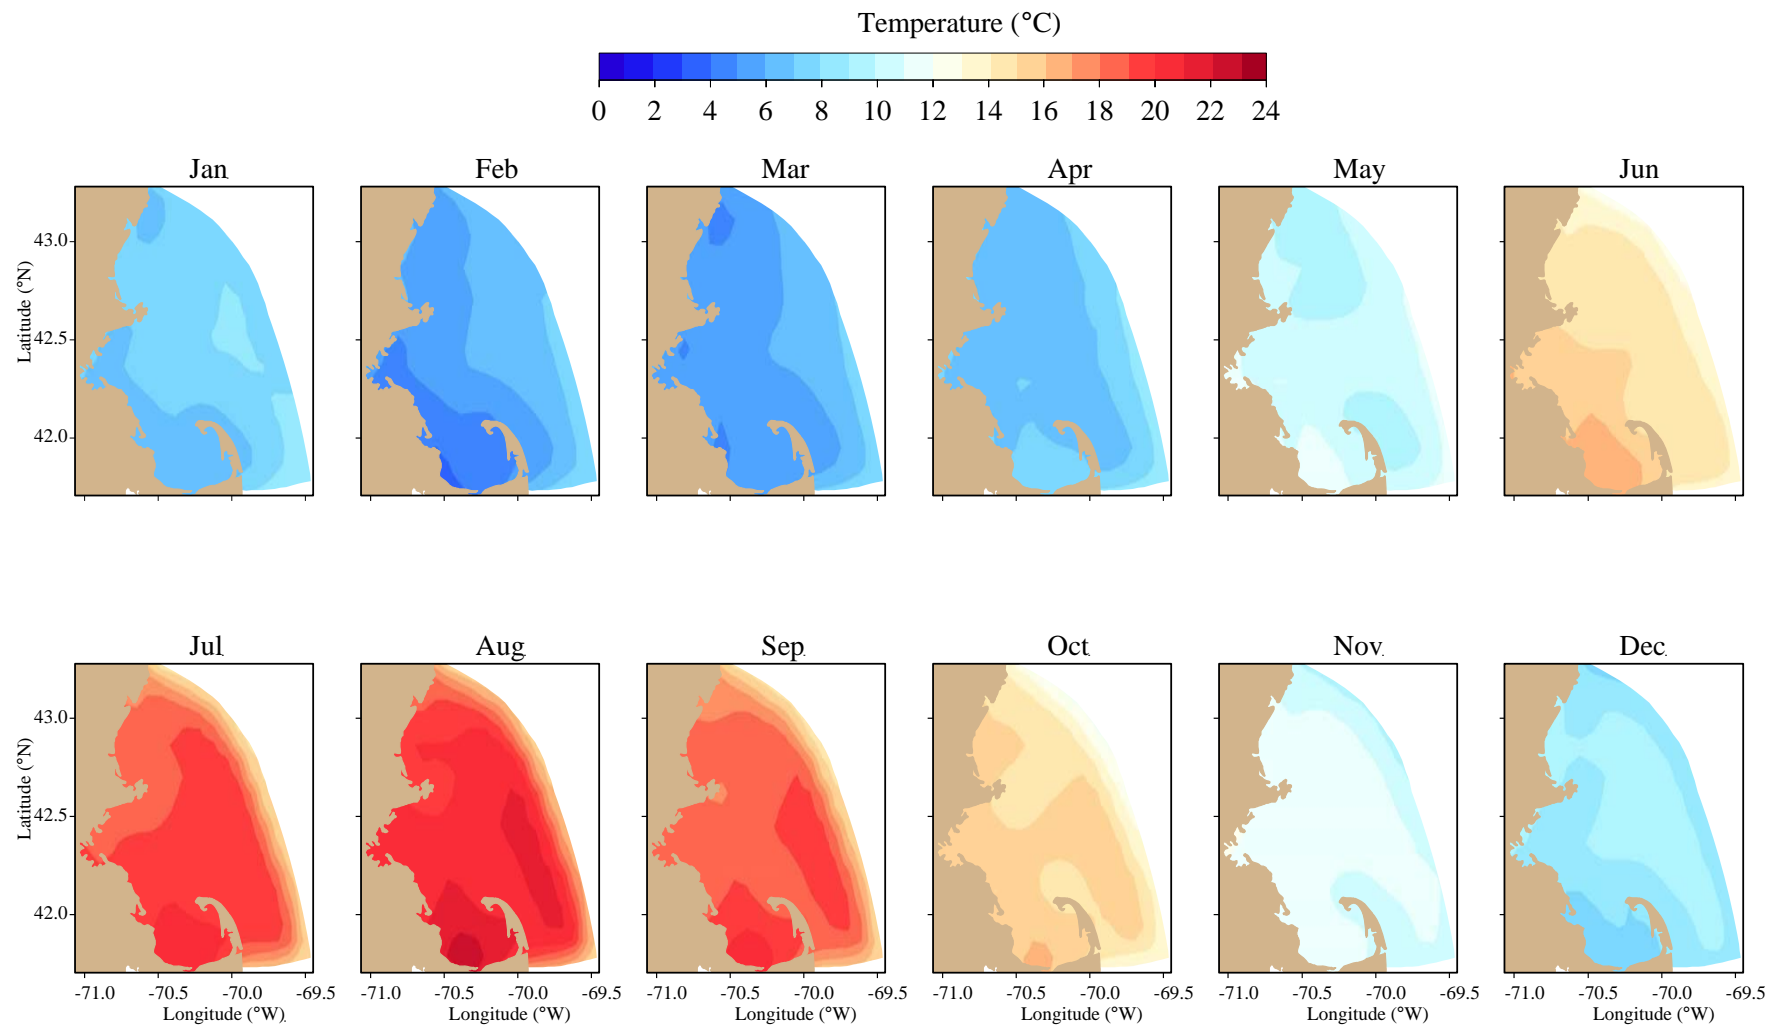 Temperature (°C)
0 2 4 6 8 10 12 14 16 18 20 22 24
Jan Feb Mar Apr May Jun
Latitude (°N)
43.0
42.5
42.0
Jul Aug Sep Oct Nov Dec
Latitude (°N)
43.0
42.5
42.0
-71.0 -70.5 -70.0 -69.5 -71.0 -70.5 -70.0 -69.5 -71.0 -70.5 -70.0 -69.5 -71.0 -70.5 -70.0 -69.5 -71.0 -70.5 -70.0 -69.5 -71.0 -70.5 -70.0 -69.5
Longitude (°W) Longitude (°W) Longitude (°W) Longitude (°W) Longitude (°W) Longitude (°W)